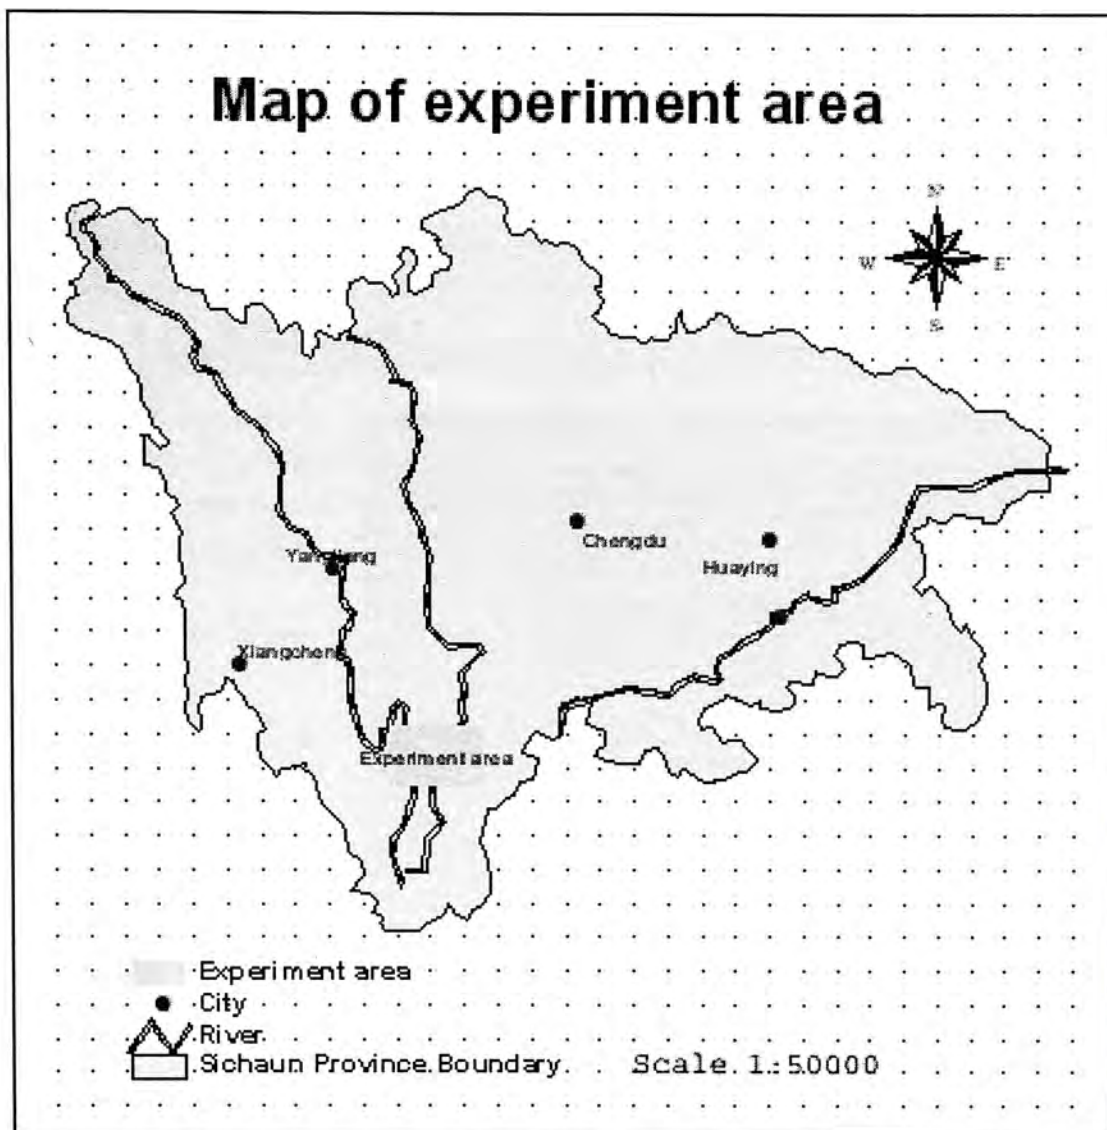 Map of experiment area
N
W
E
S
Chengdu
Huaying
Xiangcheng
Experiment area
Experiment area
City
River
Sichaun Province Boundary
Scale 1:50000